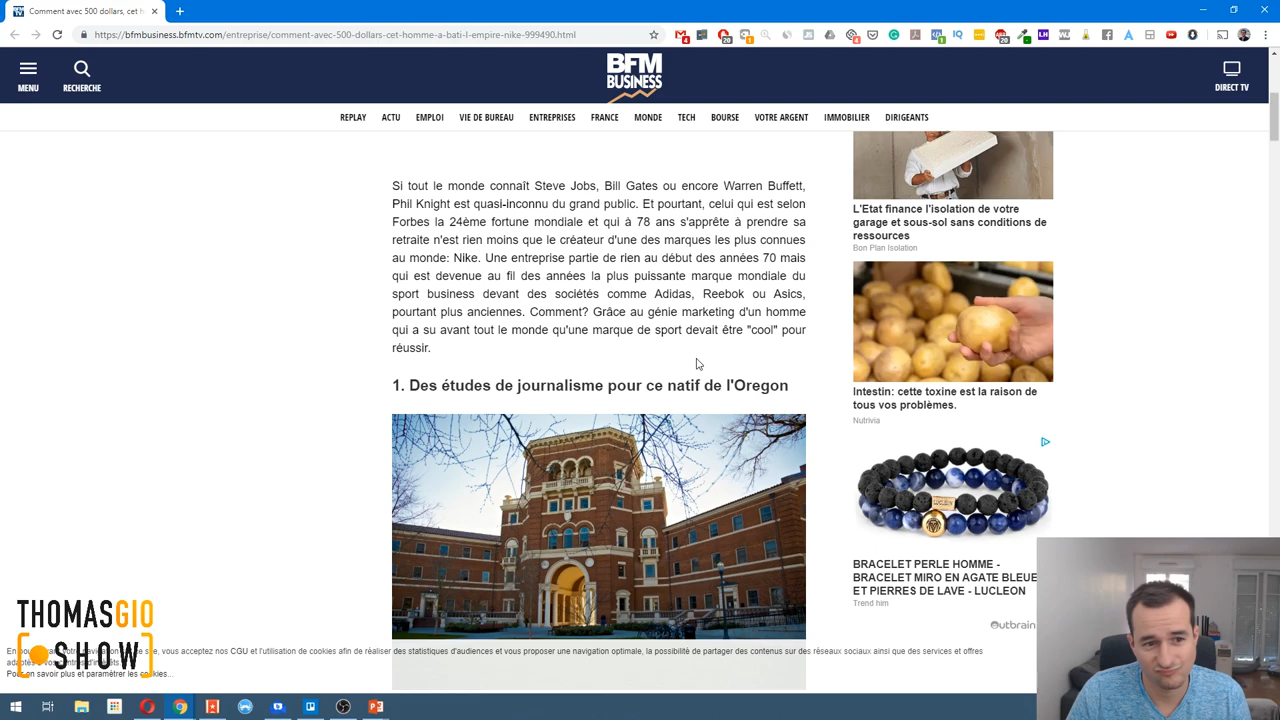 Comment avec 500 dollars, cet h
https://bfmbusiness.bfmtv.com/entreprise/comment-avec-500-dollars-cet-homme-a-bati-l-empire-nike-999490.html
BFM
BUSINESS
MENU
RECHERCHE
DIRECT TV
REPLAY ACTU EMPLOI VIE DE BUREAU ENTREPRISES FRANCE MONDE TECH BOURSE VOTRE ARGENT IMMOBILIER DIRIGEANTS
Si tout le monde connaît Steve Jobs, Bill Gates ou encore Warren Buffett,
Phil Knight est quasi-inconnu du grand public. Et pourtant, celui qui est selon
Forbes la 24ème fortune mondiale et qui à 78 ans s'apprête à prendre sa
retraite n'est rien moins que le créateur d'une des marques les plus connues
au monde: Nike. Une entreprise partie de rien au début des années 70 mais
qui est devenue au fil des années la plus puissante marque mondiale du
sport business devant des sociétés comme Adidas, Reebok ou Asics,
pourtant plus anciennes. Comment? Grâce au génie marketing d'un homme
qui a su avant tout le monde qu'une marque de sport devait être "cool" pour
réussir.
1. Des études de journalisme pour ce natif de l'Oregon
L'Etat finance l'isolation de votre
garage et sous-sol sans conditions de
ressources
Bon Plan Isolation
Intestin: cette toxine est la raison de
tous vos problèmes.
Nutrivia
BRACELET PERLE HOMME -
BRACELET MIRO EN AGATE BLEUE
ET PIERRES DE LAVE - LUCLEON
Trend him
Outbrain
THOMASGIO
SHOW
site, vous acceptez nos CGU et l'utilisation de cookies afin de réaliser des statistiques d'audiences et vous proposer une navigation optimale, la possibilité de partager des contenus sur des réseaux sociaux ainsi que des services et offres
Pour en savoir plus et paramétrer les cookies...